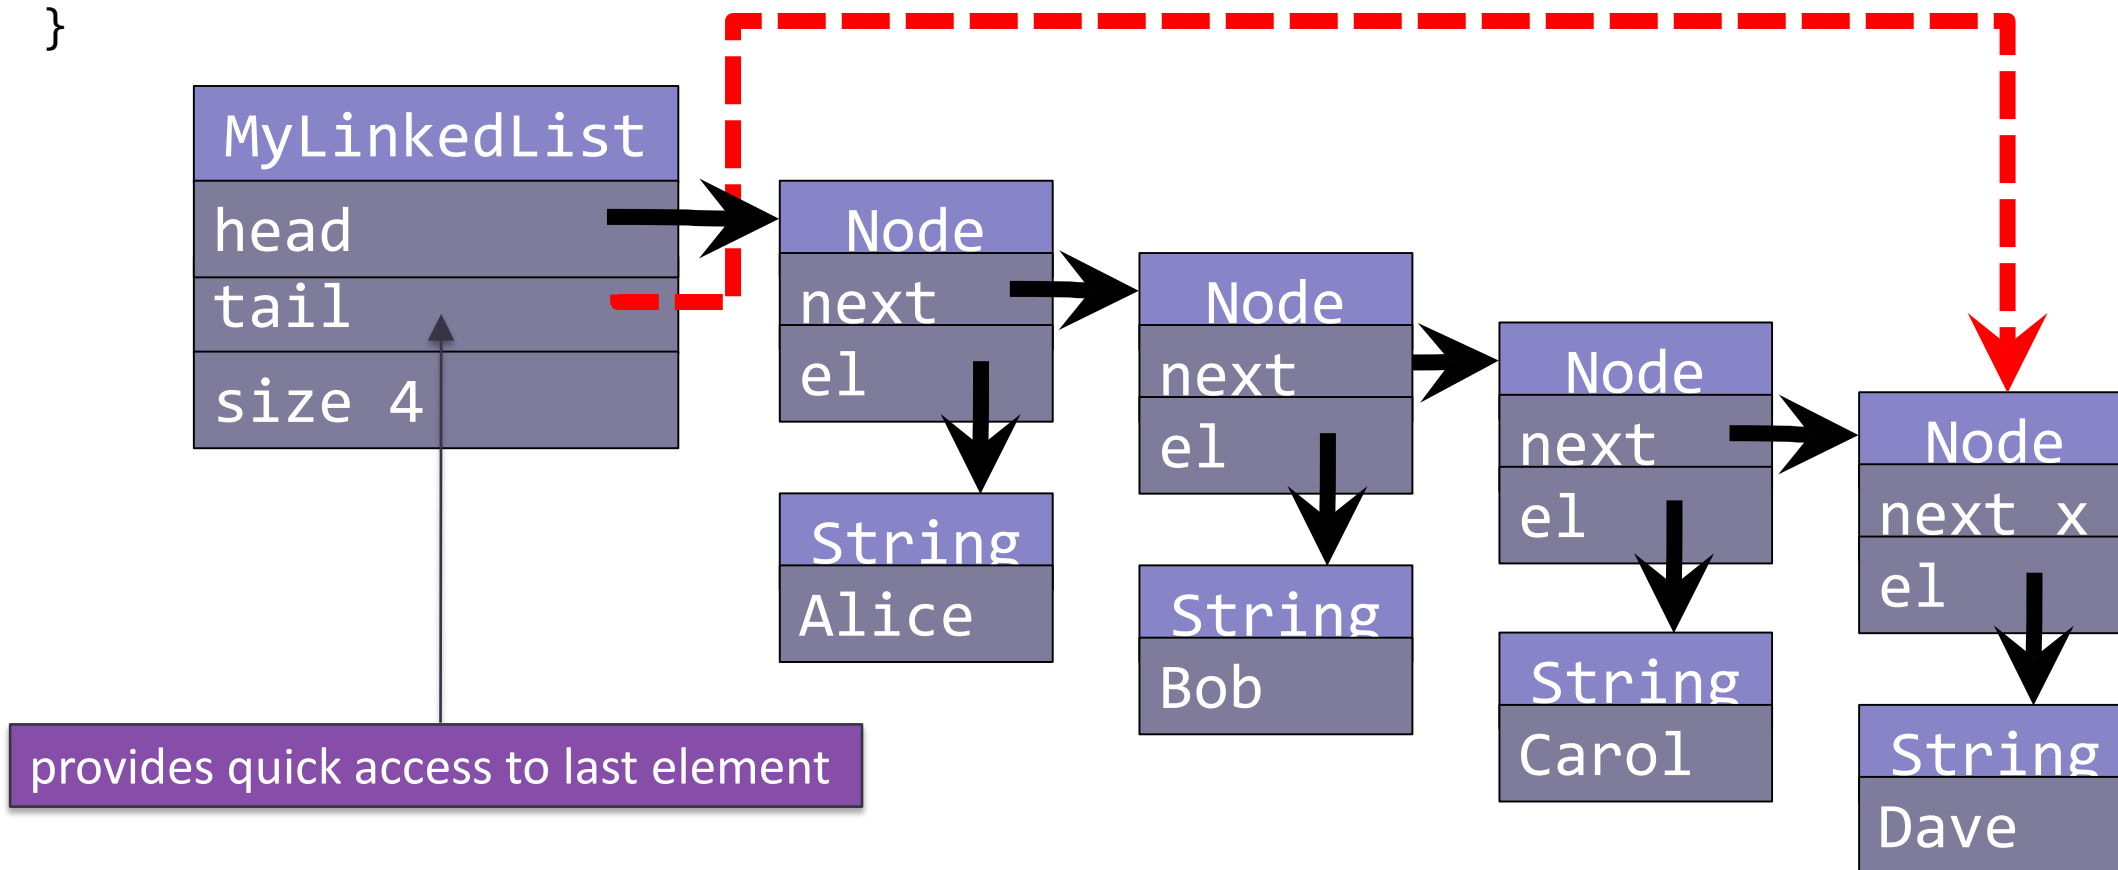 }
MyLinkedList
head
tail
size 4
Node
next
el
String
Alice
Node
next
el
String
Bob
Node
next
el
String
Carol
Node
next x
el
String
Dave
provides quick access to last element